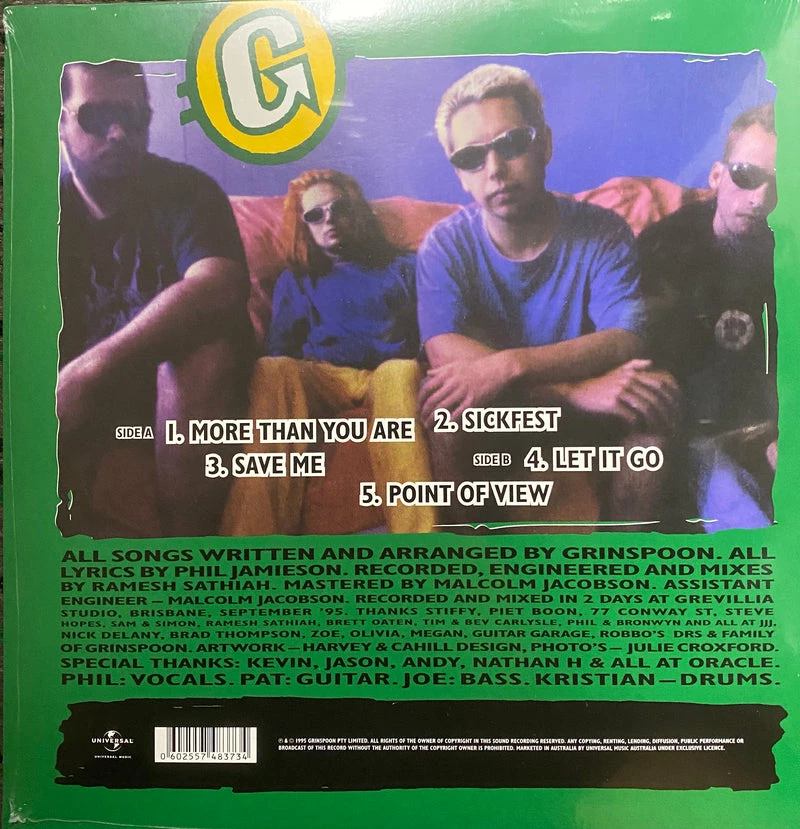 G
SIDE A 1. MORE THAN YOU ARE 2. SICKFEST
3. SAVE ME SIDE B 4. LET IT GO
5. POINT OF VIEW
ALL SONGS WRITTEN AND ARRANGED BY GRINSPOON. ALL
LYRICS BY PHIL JAMIESON. RECORDED, ENGINEERED AND MIXES
BY RAMESH SATHIAH. MASTERED BY MALCOLM JACOBSON. ASSISTANT
ENGINEER – MALCOLM JACOBSON. RECORDED AND MIXED IN 2 DAYS AT GREVILLIA
STUDIO, BRISBANE, SEPTEMBER '95. THANKS STIFFY, PIET BOON, 77 CONWAY ST, STEVE
HOPES, SAM & SIMON, RAMESH SATHIAH, BRETT OATEN, TIM & BEV CARLYSLE, PHIL & BRONWYN AND ALL AT JJJ.
NICK DELANY, BRAD THOMPSON, ZOE, OLIVIA, MEGAN, GUITAR GARAGE, ROBBO'S DRS & FAMILY
OF GRINSPOON. ARTWORK – HARVEY & CAHILL DESIGN, PHOTO'S – JULIE CROXFORD.
SPECIAL THANKS: KEVIN, JASON, ANDY, NATHAN H & ALL AT ORACLE.
PHIL: VOCALS. PAT: GUITAR. JOE: BASS. KRISTIAN – DRUMS.
UNIVERSAL
UNIVERSAL MUSIC
0 602557 483734
℗ & © 1995 GRINSPOON PTY LIMITED. ALL RIGHTS OF THE OWNER OF COPYRIGHT IN THIS SOUND RECORDING RESERVED. ANY COPYING, RENTING, LENDING, DIFFUSION, PUBLIC PERFORMANCE OR
BROADCAST OF THIS RECORD WITHOUT THE AUTHORITY OF THE COPYRIGHT OWNER IS PROHIBITED. MARKETED IN AUSTRALIA BY UNIVERSAL MUSIC AUSTRALIA UNDER EXCLUSIVE LICENCE.